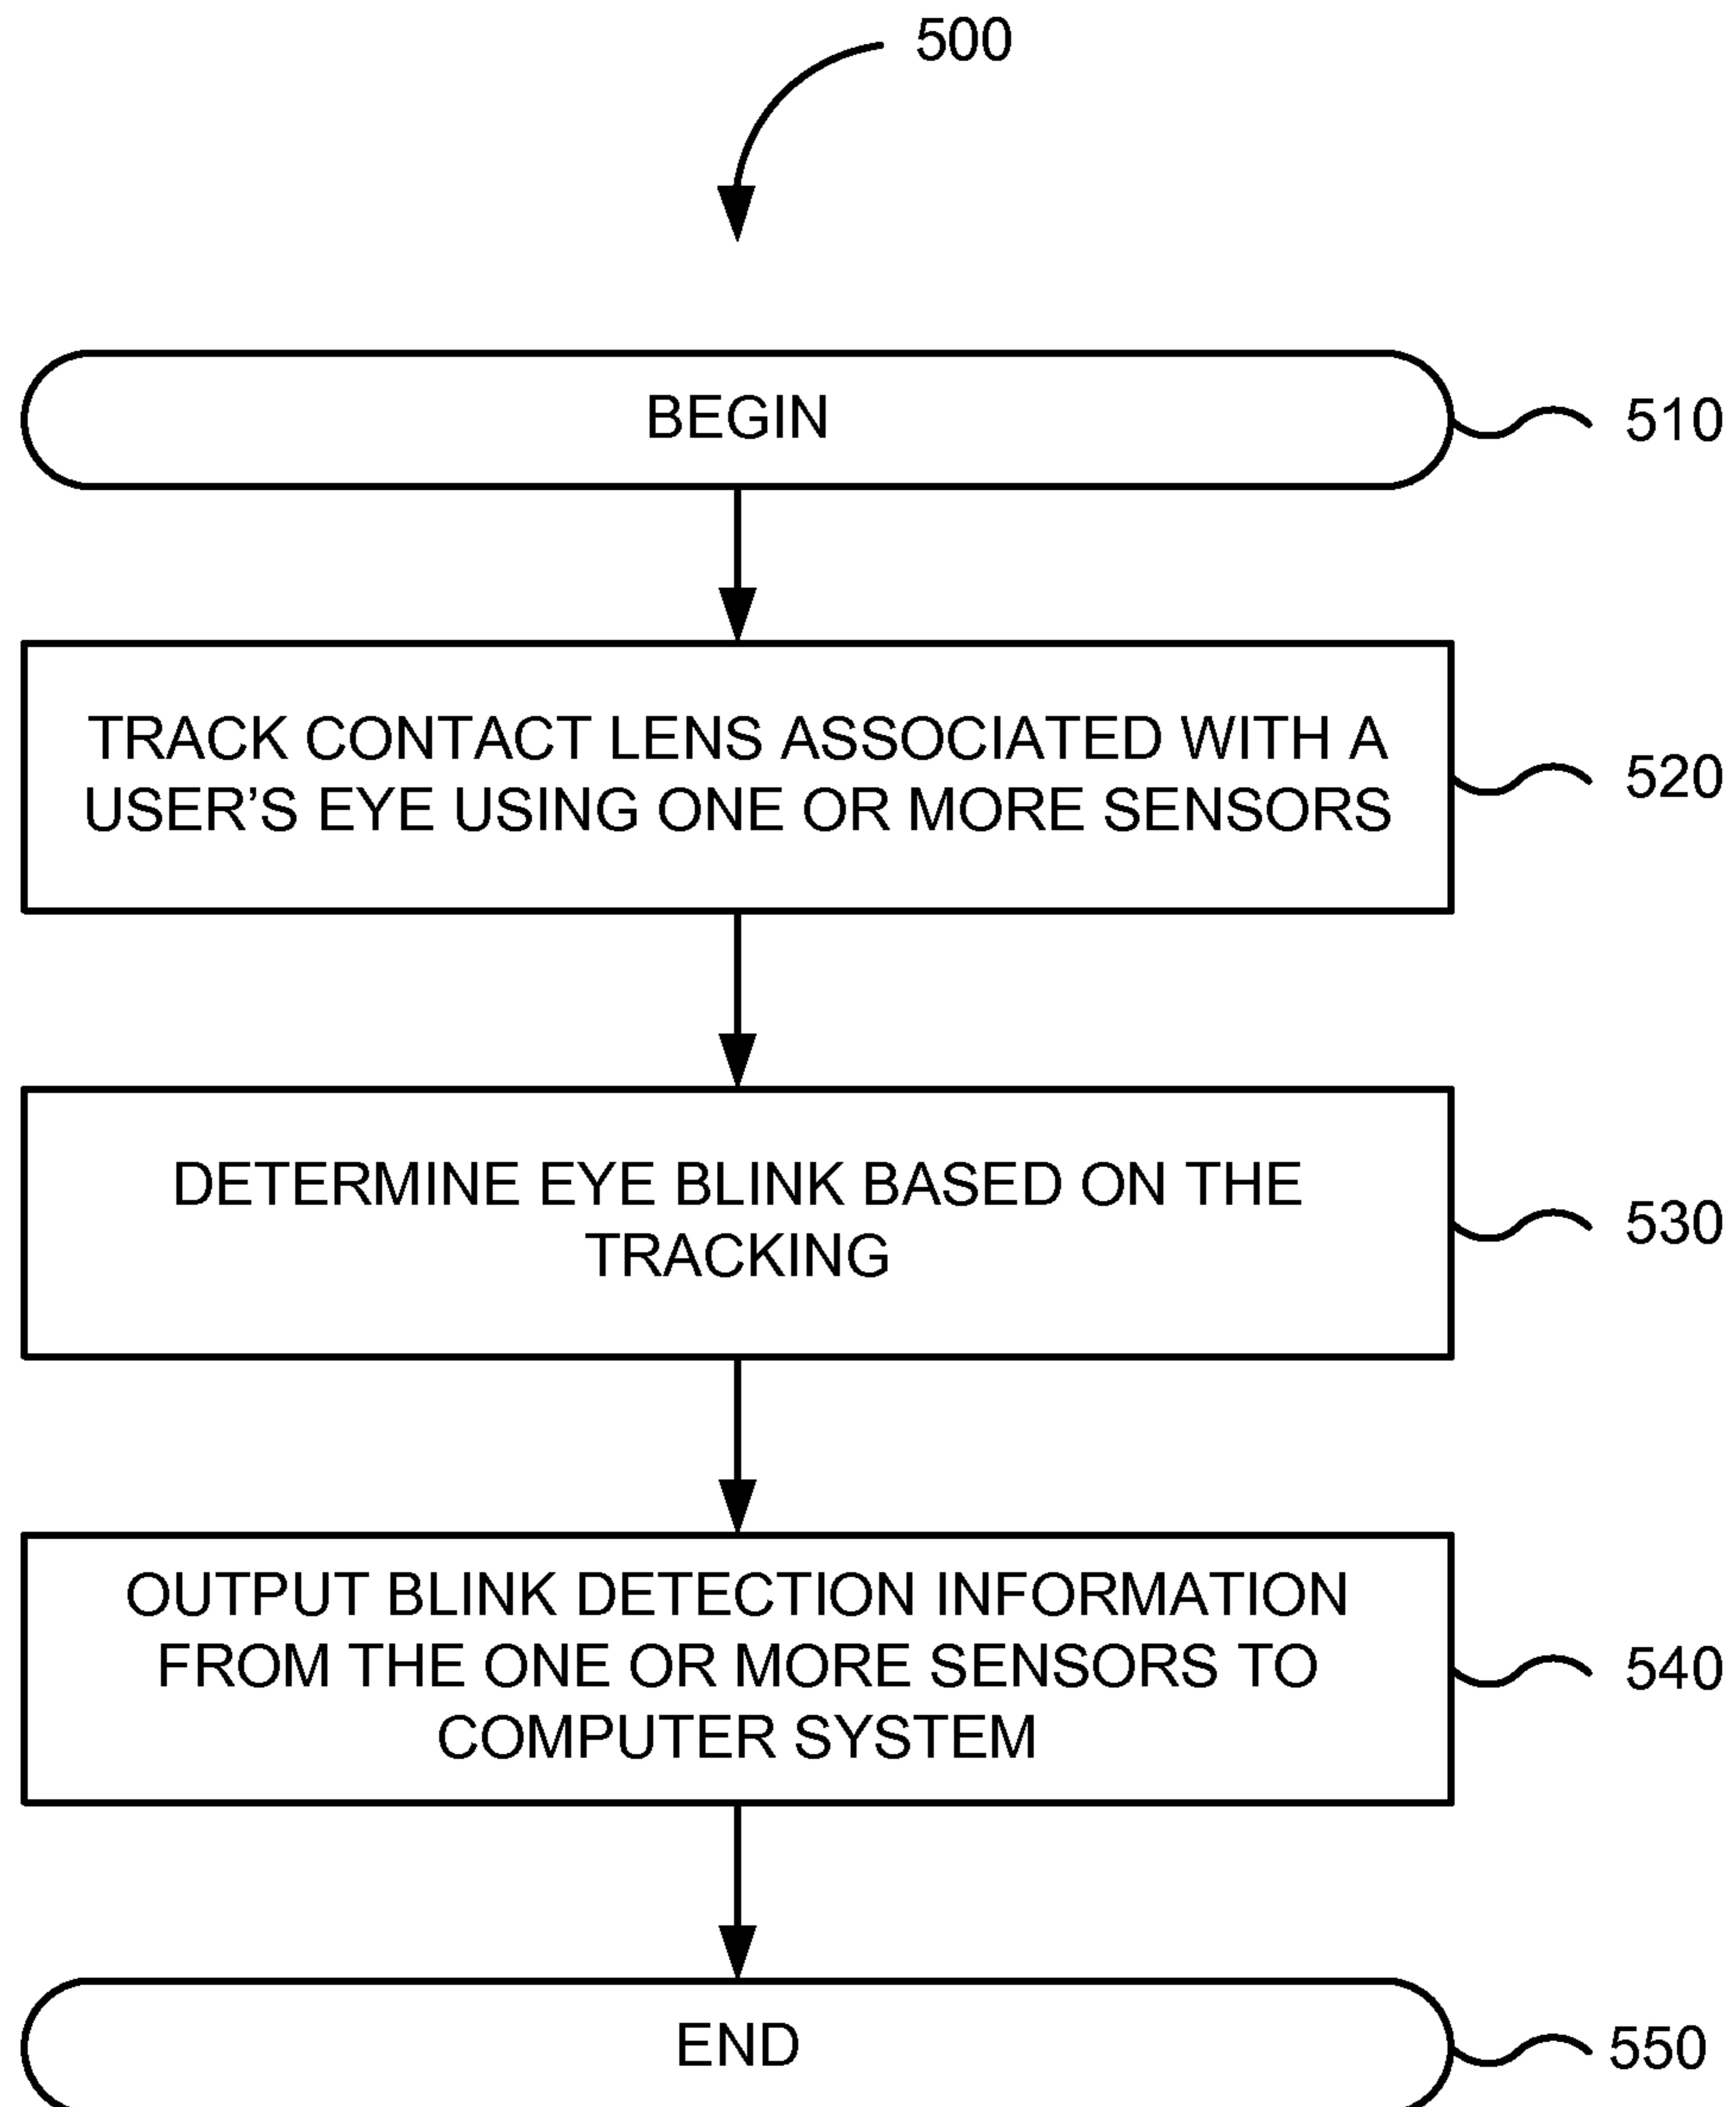 500
BEGIN
510
TRACK CONTACT LENS ASSOCIATED WITH A
USER'S EYE USING ONE OR MORE SENSORS
520
DETERMINE EYE BLINK BASED ON THE
TRACKING
530
OUTPUT BLINK DETECTION INFORMATION
FROM THE ONE OR MORE SENSORS TO
COMPUTER SYSTEM
540
END
550